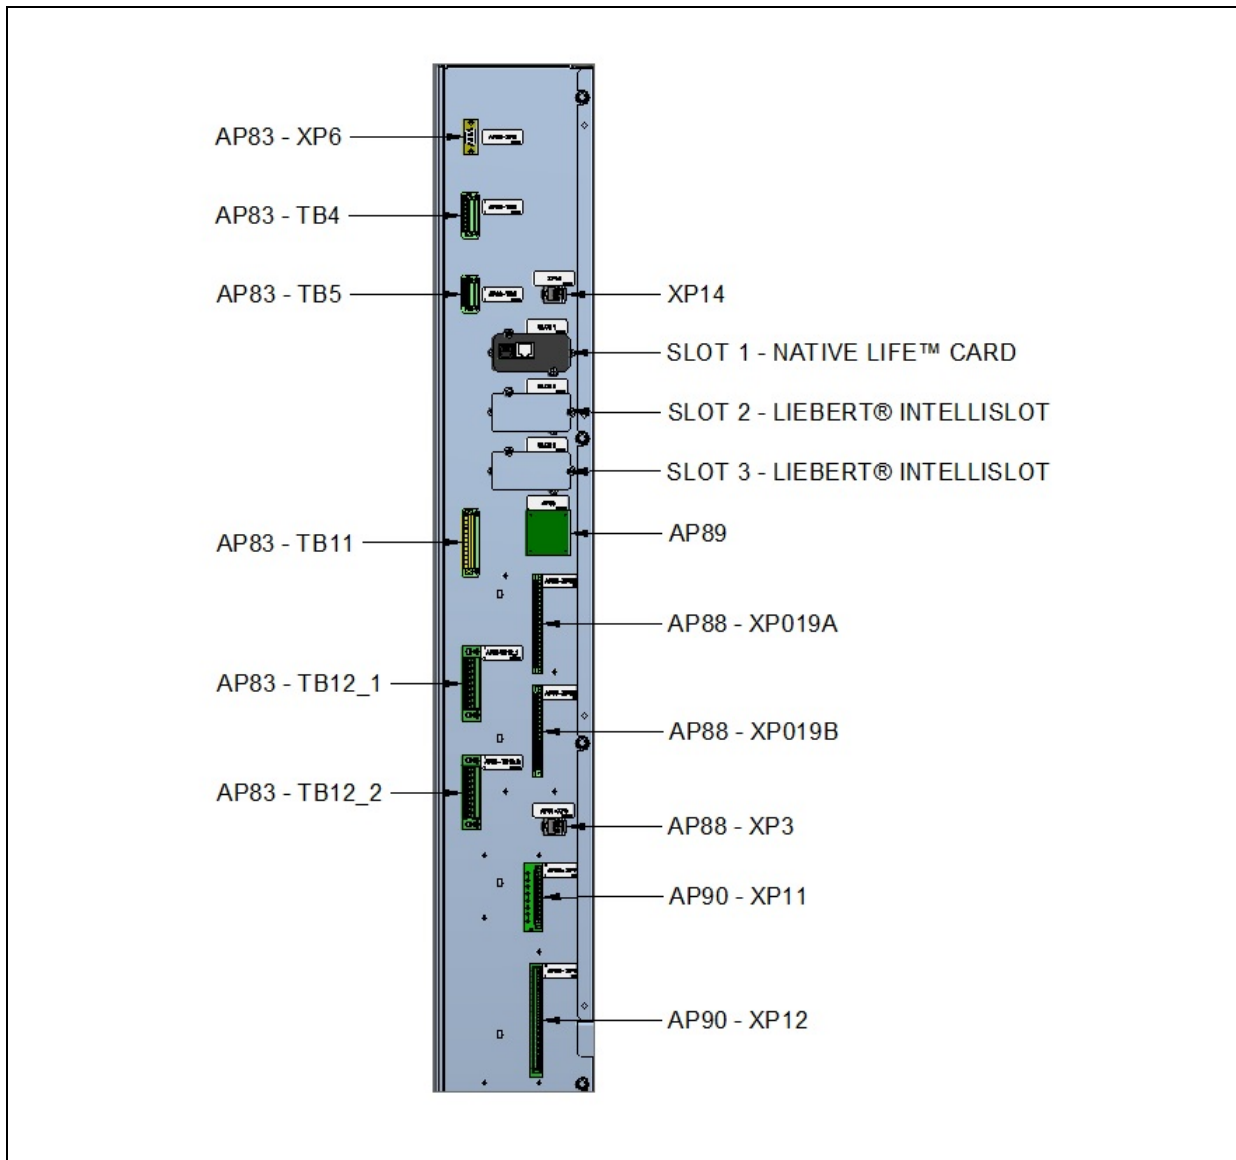 AP83 - XP6
AP83 - TB4
AP83 - TB5
XP14
SLOT 1 - NATIVE LIFE™ CARD
SLOT 2 - LIEBERT® INTELLISLOT
SLOT 3 - LIEBERT® INTELLISLOT
AP83 - TB11
AP89
AP88 - XP019A
AP83 - TB12_1
AP88 - XP019B
AP83 - TB12_2
AP88 - XP3
AP90 - XP11
AP90 - XP12